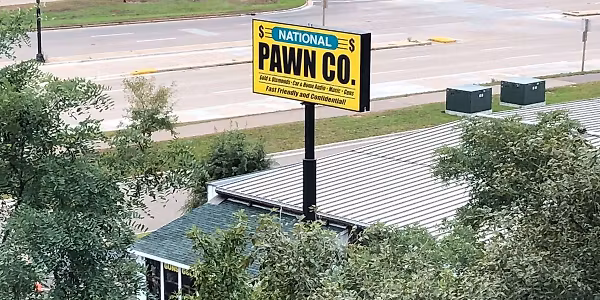 $ NATIONAL $
PAWN CO.
Gold & Diamonds · Car & Home Audio · Music · Guns
Fast Friendly and Confidential!